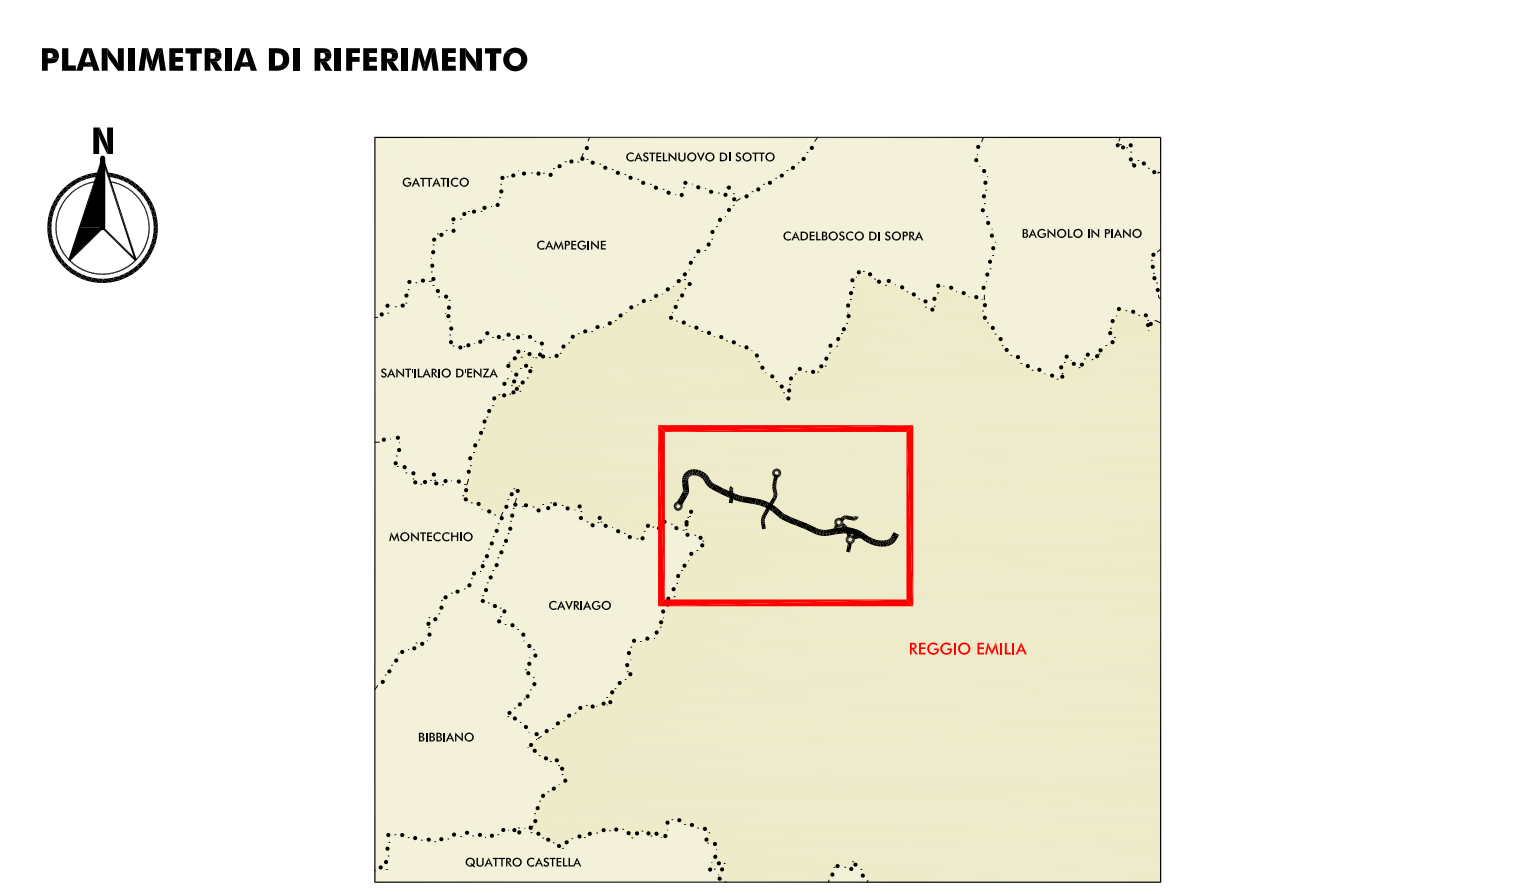 PLANIMETRIA DI RIFERIMENTO
N
CASTELNUOVO DI SOTTO
GATTATICO
BAGNOLO IN PIANO
CADELBOSCO DI SOPRA
CAMPEGINE
SANT'ILARIO D'ENZA
MONTECCHIO
CAVRIAGO
REGGIO EMILIA
BIBBIANO
QUATTRO CASTELLA